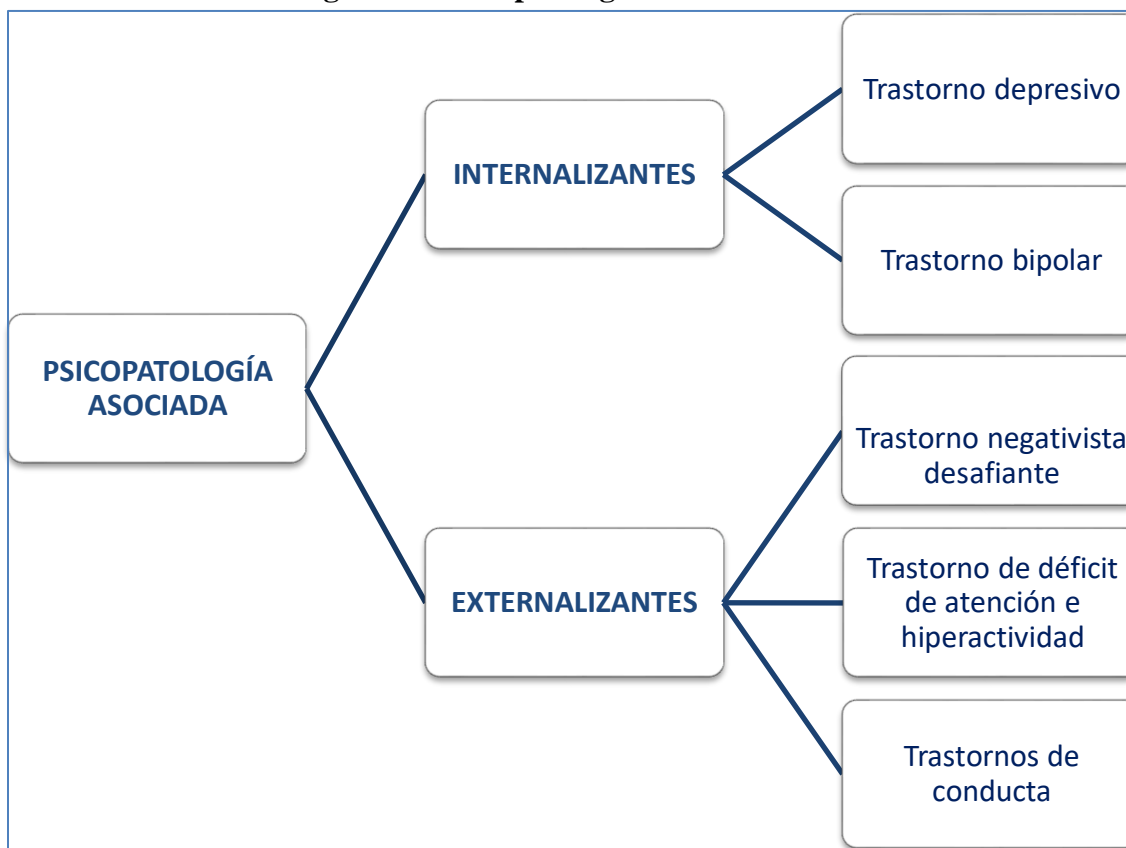 Trastorno depresivo
INTERNALIZANTES
Trastorno bipolar
PSICOPATOLOGÍA
ASOCIADA
Trastorno negativista
desafiante
EXTERNALIZANTES
Trastorno de déficit
de atención e
hiperactividad
Trastornos de
conducta